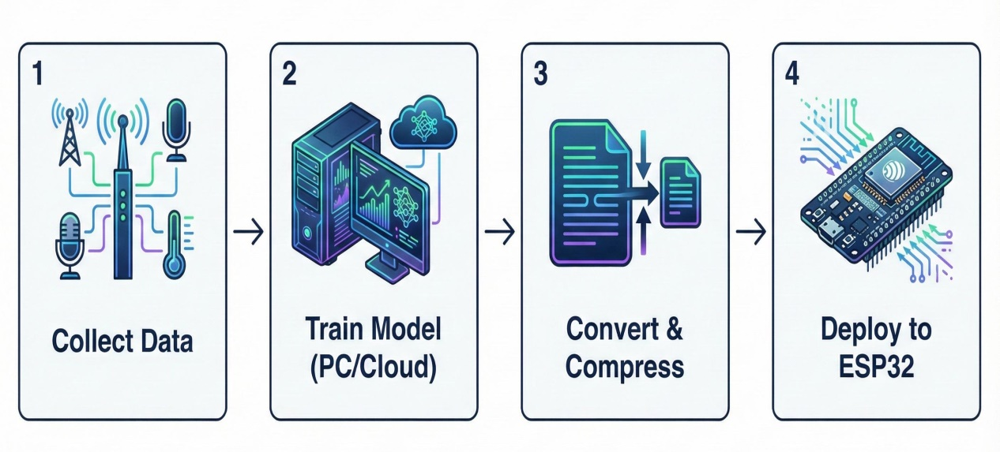 1
Collect Data
2
Train Model
(PC/Cloud)
3
Convert &
Compress
4
Deploy to
ESP32